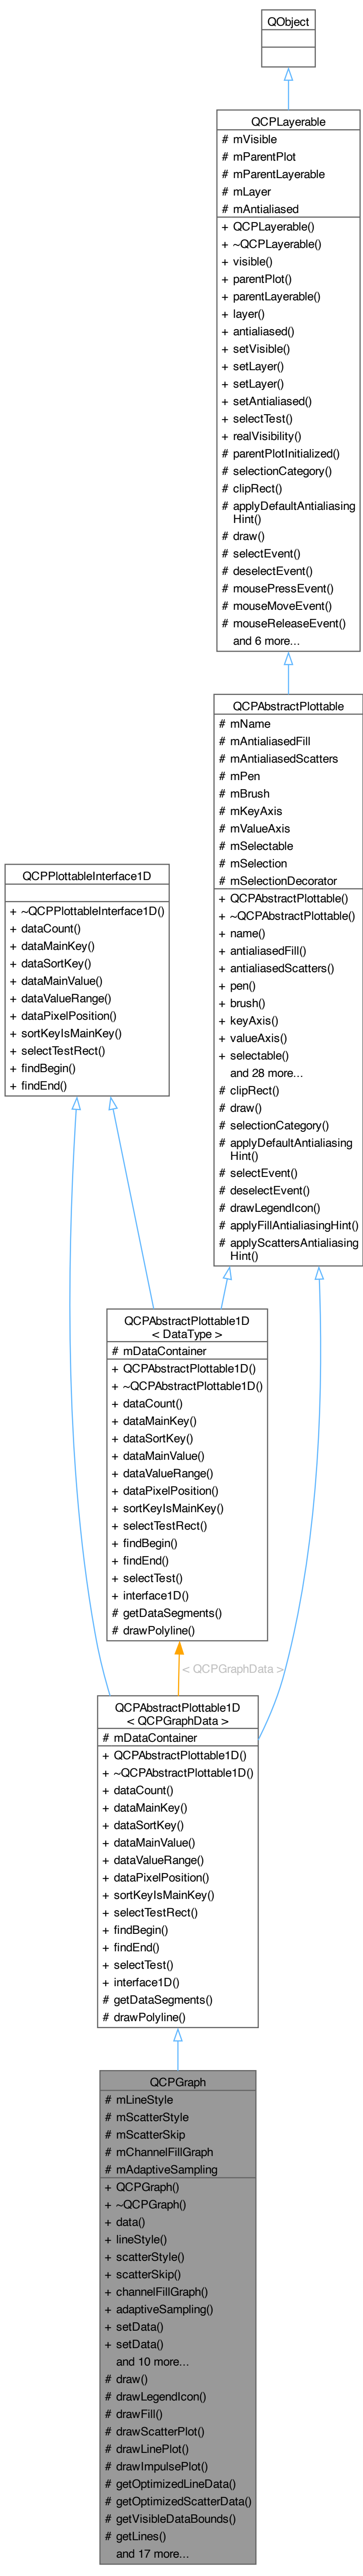 QObject
QCPLayerable
# mVisible
# mParentPlot
# mParentLayerable
# mLayer
# mAntialiased
+ QCPLayerable()
+ ~QCPLayerable()
+ visible()
+ parentPlot()
+ parentLayerable()
+ layer()
+ antialiased()
+ setVisible()
+ setLayer()
+ setLayer()
+ setAntialiased()
+ selectTest()
+ realVisibility()
# parentPlotInitialized()
# selectionCategory()
# clipRect()
# applyDefaultAntialiasing
Hint()
# draw()
# selectEvent()
# deselectEvent()
# mousePressEvent()
# mouseMoveEvent()
# mouseReleaseEvent()
and 6 more...
QCPAbstractPlottable
# mName
# mAntialiasedFill
# mAntialiasedScatters
# mPen
# mBrush
# mKeyAxis
# mValueAxis
# mSelectable
# mSelection
# mSelectionDecorator
+ QCPAbstractPlottable()
+ ~QCPAbstractPlottable()
+ name()
+ antialiasedFill()
+ antialiasedScatters()
+ pen()
+ brush()
+ keyAxis()
+ valueAxis()
+ selectable()
and 28 more...
# clipRect()
# draw()
# selectionCategory()
# applyDefaultAntialiasing
Hint()
# selectEvent()
# deselectEvent()
# drawLegendIcon()
# applyFillAntialiasingHint()
# applyScattersAntialiasing
Hint()
QCPPlottableInterface1D
+ ~QCPPlottableInterface1D()
+ dataCount()
+ dataMainKey()
+ dataSortKey()
+ dataMainValue()
+ dataValueRange()
+ dataPixelPosition()
+ sortKeyIsMainKey()
+ selectTestRect()
+ findBegin()
+ findEnd()
QCPAbstractPlottable1D
< DataType >
# mDataContainer
+ QCPAbstractPlottable1D()
+ ~QCPAbstractPlottable1D()
+ dataCount()
+ dataMainKey()
+ dataSortKey()
+ dataMainValue()
+ dataValueRange()
+ dataPixelPosition()
+ sortKeyIsMainKey()
+ selectTestRect()
+ findBegin()
+ findEnd()
+ selectTest()
+ interface1D()
# getDataSegments()
# drawPolyline()
< QCPGraphData >
QCPAbstractPlottable1D
< QCPGraphData >
# mDataContainer
+ QCPAbstractPlottable1D()
+ ~QCPAbstractPlottable1D()
+ dataCount()
+ dataMainKey()
+ dataSortKey()
+ dataMainValue()
+ dataValueRange()
+ dataPixelPosition()
+ sortKeyIsMainKey()
+ selectTestRect()
+ findBegin()
+ findEnd()
+ selectTest()
+ interface1D()
# getDataSegments()
# drawPolyline()
QCPGraph
# mLineStyle
# mScatterStyle
# mScatterSkip
# mChannelFillGraph
# mAdaptiveSampling
+ QCPGraph()
+ ~QCPGraph()
+ data()
+ lineStyle()
+ scatterStyle()
+ scatterSkip()
+ channelFillGraph()
+ adaptiveSampling()
+ setData()
+ setData()
and 10 more...
# draw()
# drawLegendIcon()
# drawFill()
# drawScatterPlot()
# drawLinePlot()
# drawImpulsePlot()
# getOptimizedLineData()
# getOptimizedScatterData()
# getVisibleDataBounds()
# getLines()
and 17 more...